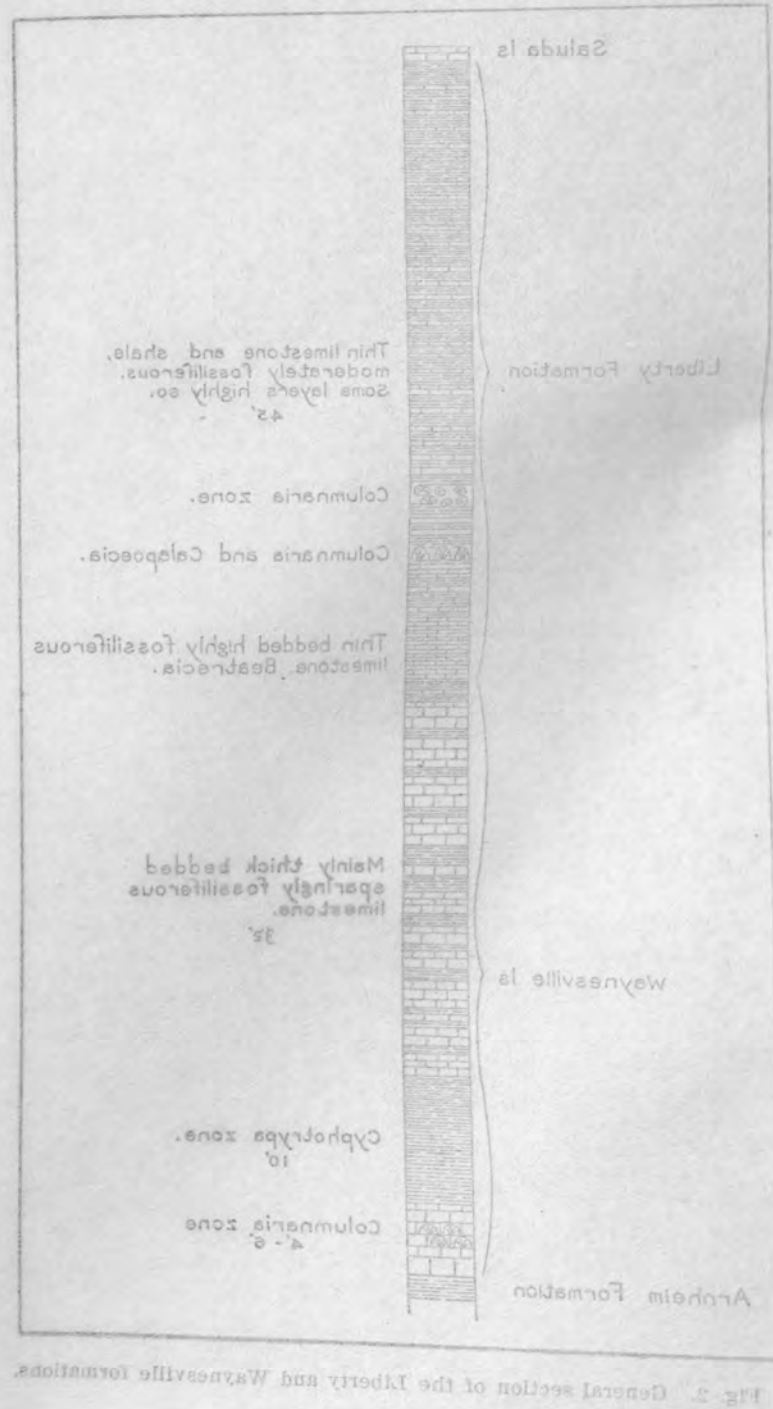 Saluda ls
Thin limestone and shale,
moderately fossiliferous.
Some layers highly so.
45'
Liberty Formation
Columnaria zone.
Columnaria and Calapoecia.
Thin bedded highly fossiliferous
limestone. Beatrecia.
Mainly thick bedded
sparingly fossiliferous
limestone.
32'
Waynesville ls
Cyphotrypa zone.
10'
Columnaria zone
4'-6'
Arnheim Formation
Fig. 2. General section of the Liberty and Waynesville formations.